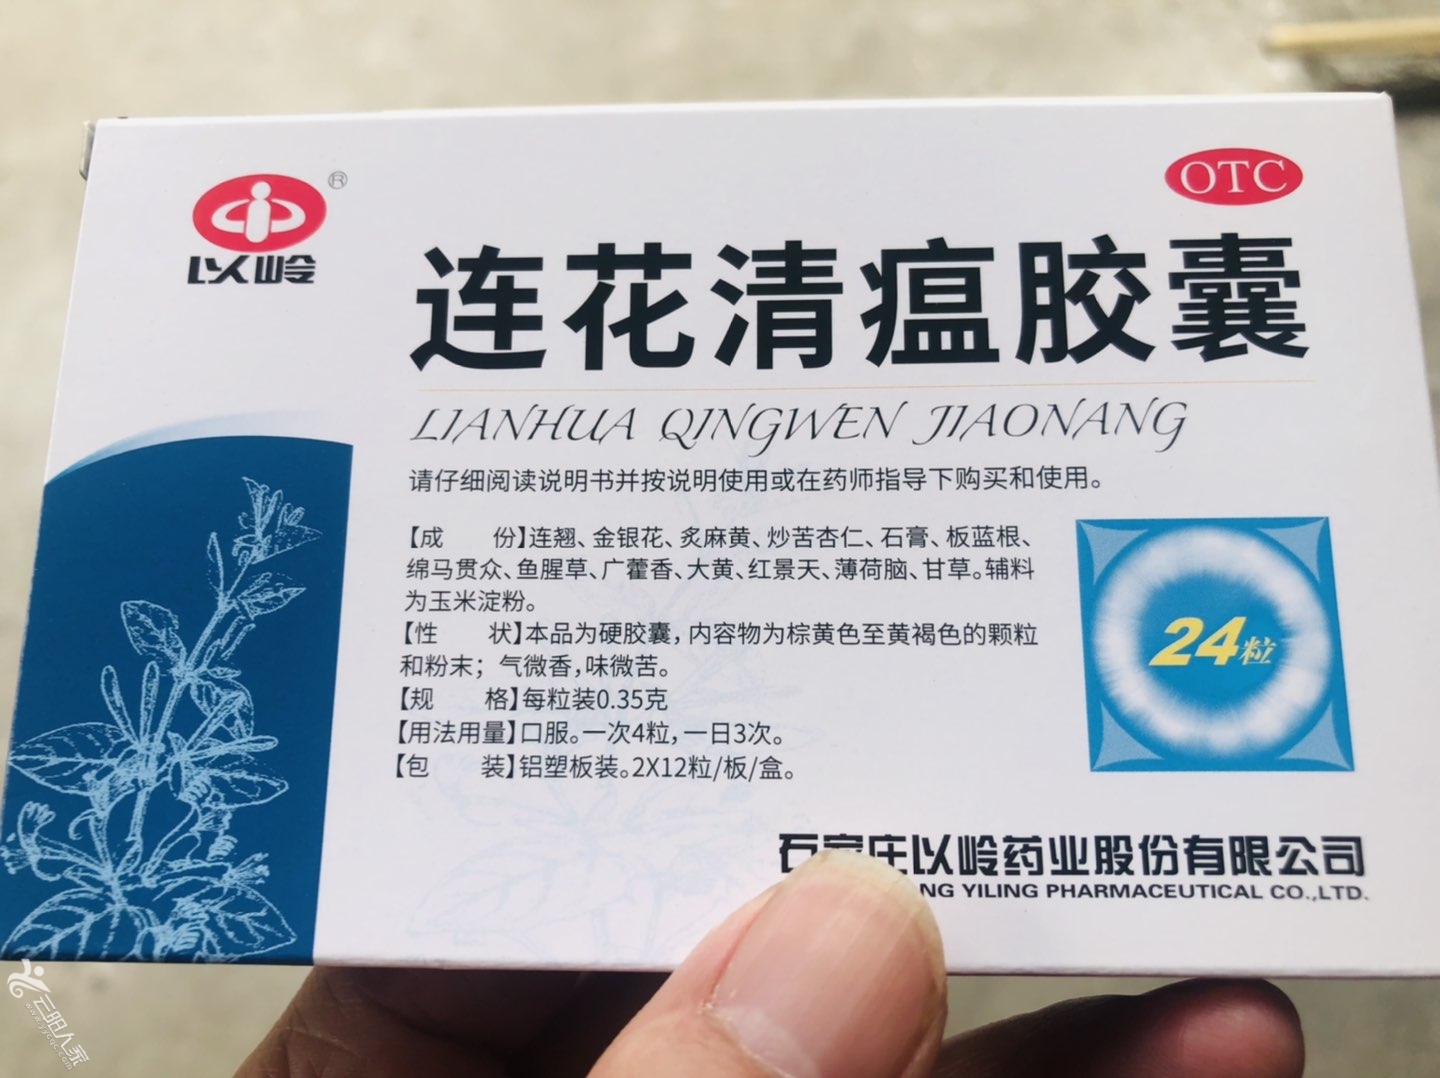 以岭
®
OTC
连花清瘟胶囊
LIANHUA QINGWEN JIAONANG
请仔细阅读说明书并按说明使用或在药师指导下购买和使用。
【成　　份】连翘、金银花、炙麻黄、炒苦杏仁、石膏、板蓝根、
绵马贯众、鱼腥草、广藿香、大黄、红景天、薄荷脑、甘草。辅料
为玉米淀粉。
【性　　状】本品为硬胶囊，内容物为棕黄色至黄褐色的颗粒
和粉末；气微香，味微苦。
【规　　格】每粒装0.35克
【用法用量】口服。一次4粒，一日3次。
【包　　装】铝塑板装。2X12粒/板/盒。
24粒
石家庄以岭药业股份有限公司
NG YILING PHARMACEUTICAL CO.,LTD.
云阳人家